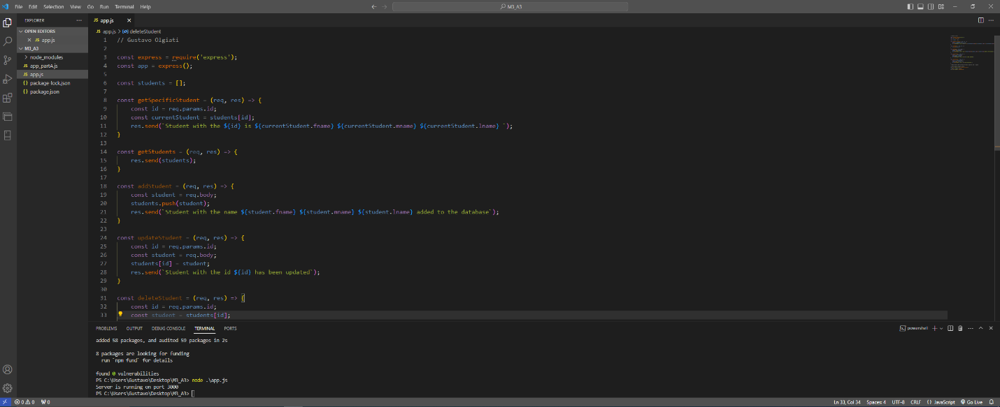 File Edit Selection View Go Run Terminal Help
M3_A3
EXPLORER
OPEN EDITORS
JS app.js
M3_A3
node_modules
JS app_partA.js
JS app.js
{} package-lock.json
{} package.json
JS app.js
JS app.js > deleteStudent
1 // Gustavo Olgiati
2
3 const express = require('express');
4 const app = express();
5
6 const students = [];
7
8 const getSpecificStudent = (req, res) => {
9 const id = req.params.id;
10 const currentStudent = students[id];
11 res.send(`Student with the ${id} is ${currentStudent.fname} ${currentStudent.mname} ${currentStudent.lname} `);
12 }
13
14 const getStudents = (req, res) => {
15 res.send(students);
16 }
17
18 const addStudent = (req, res) => {
19 const student = req.body;
20 students.push(student);
21 res.send(`Student with the name ${student.fname} ${student.mname} ${student.lname} added to the database`);
22 }
23
24 const updateStudent = (req, res) => {
25 const id = req.params.id;
26 const student = req.body;
27 students[id] = student;
28 res.send(`Student with the id ${id} has been updated`);
29 }
30
31 const deleteStudent = (req, res) => {
32 const id = req.params.id;
33 const student = students[id];
PROBLEMS OUTPUT DEBUG CONSOLE TERMINAL PORTS
powershell
added 58 packages, and audited 59 packages in 2s
8 packages are looking for funding
run `npm fund` for details
found 0 vulnerabilities
PS C:\Users\Gustavo\Desktop\M3_A3> node .\app.js
Server is running on port 3000
PS C:\Users\Gustavo\Desktop\M3_A3>
0 0 0 Ln 33, Col 34 Spaces: 4 UTF-8 CRLF {} JavaScript Go Live